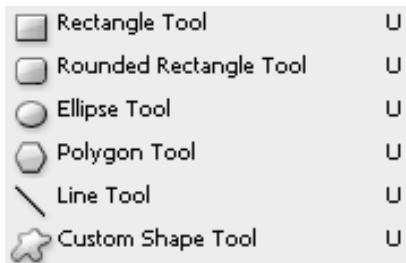 Rectangle Tool U
Rounded Rectangle Tool U
Ellipse Tool U
Polygon Tool U
Line Tool U
Custom Shape Tool U